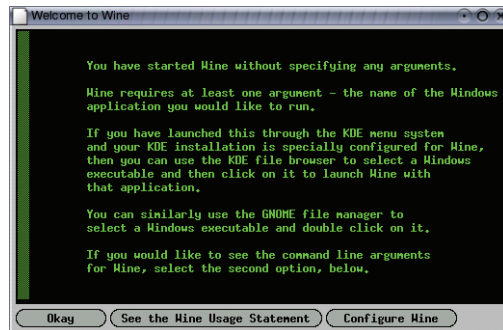 Welcome to Wine
You have started Wine without specifying any arguments.
Wine requires at least one argument - the name of the Windows
application you would like to run.
If you have launched this through the KDE menu system
and your KDE installation is specially configured for Wine,
then you can use the KDE file browser to select a Windows
executable and then click on it to launch Wine with
that application.
You can similarly use the GNOME file manager to
select a Windows executable and double click on it.
If you would like to see the command line arguments
for Wine, select the second option, below.
Okay
See the Wine Usage Statement
Configure Wine